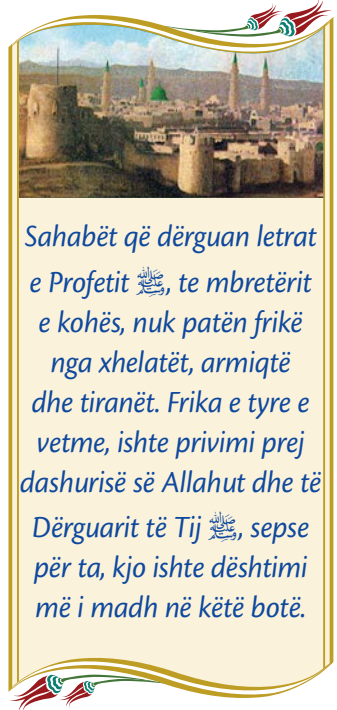 Sahabët që dërguan letrat
e Profetit ﷺ, te mbretërit
e kohës, nuk patën frikë
nga xhelatët, armiqtë
dhe tiranët. Frika e tyre e
vetme, ishte privimi prej
dashurisë së Allahut dhe të
Dërguarit të Tij ﷺ, sepse
për ta, kjo ishte dështimi
më i madh në këtë botë.